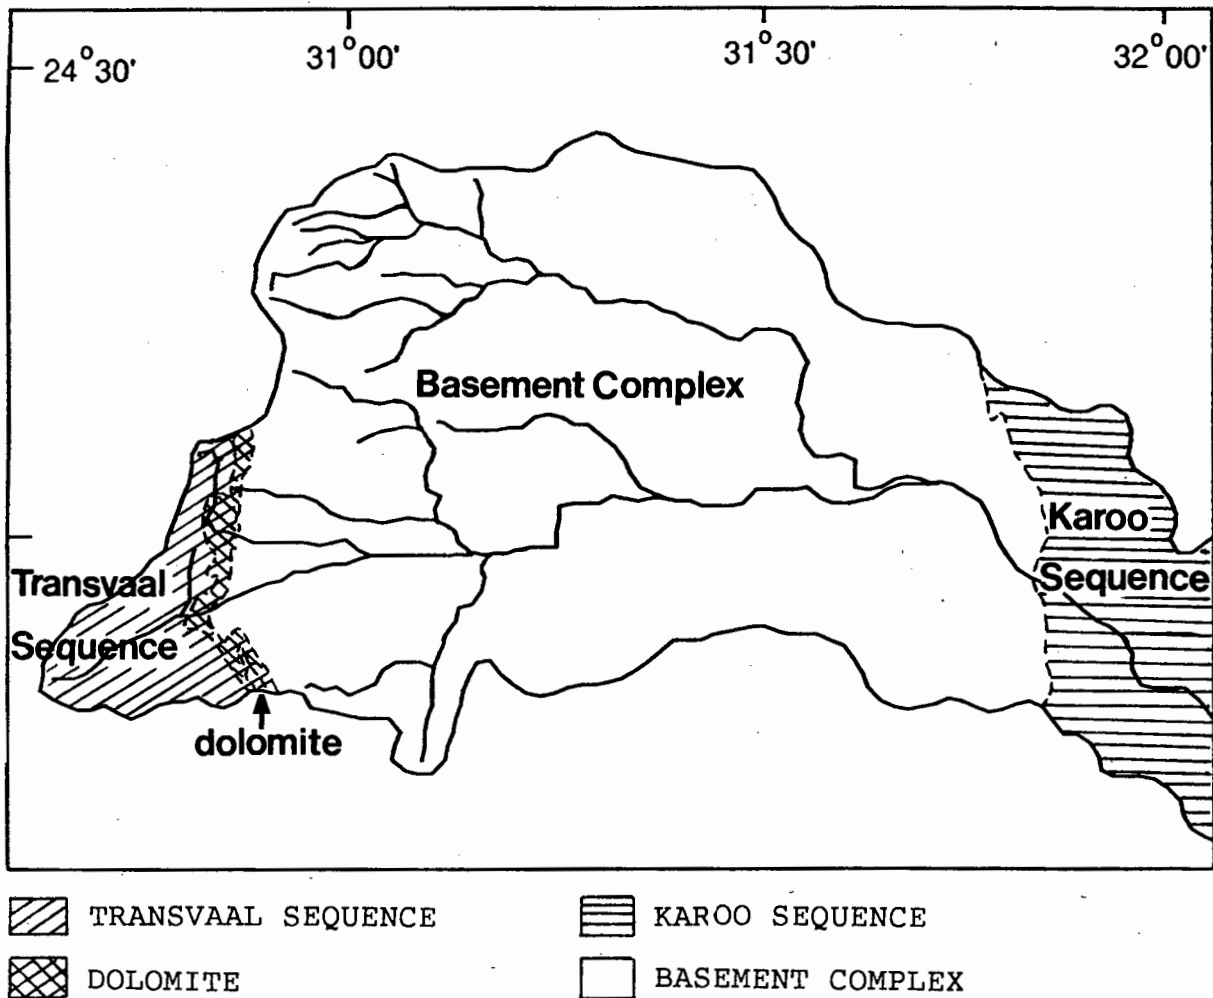 24°30'
31°00'
31°30'
32°00'
Basement Complex
Karoo
Sequence
Transvaal
Sequence
dolomite
TRANSVAAL SEQUENCE
KAROO SEQUENCE
DOLOMITE
BASEMENT COMPLEX